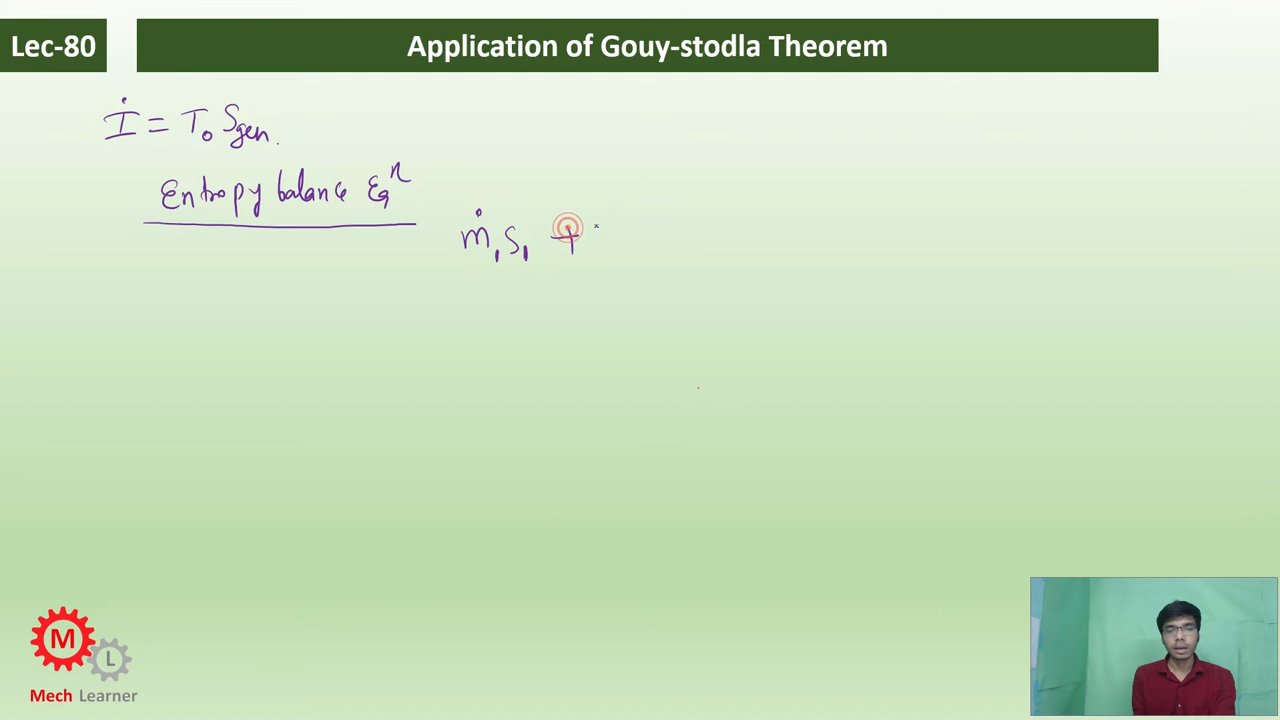 Lec-80
Application of Gouy-stodla Theorem
İ = T₀ Sgen.
Entropy balance Eqⁿ
ṁ₁s₁ +
M
L
Mech Learner